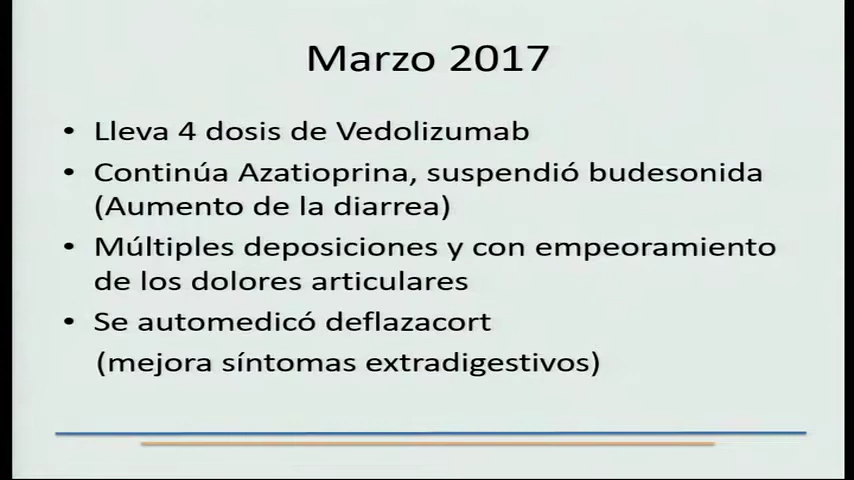 Marzo 2017
• Lleva 4 dosis de Vedolizumab
• Continúa Azatioprina, suspendió budesonida
(Aumento de la diarrea)
• Múltiples deposiciones y con empeoramiento
de los dolores articulares
• Se automedicó deflazacort
(mejora síntomas extradigestivos)